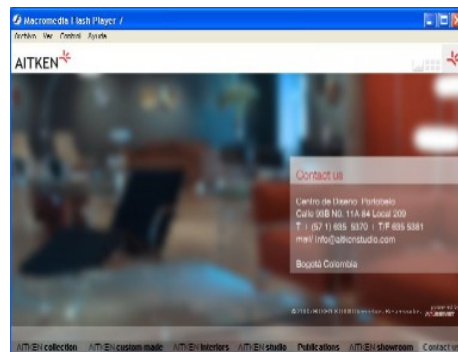 Macromedia Flash Player 7
Archivo Ver Control Ayuda
AITKEN
Contact us
Centro de Diseno Portobelo
Calle 93B N0. 11A-84 Local 209
T I (57 1) 635 5370 I T/F 635 5381
mail/ info@aitkenstudio.com
Bogotá Colombia
AITKEN collection AITKEN custom made AITKEN interiors AITKEN studio Publications AITKEN showroom Contact us